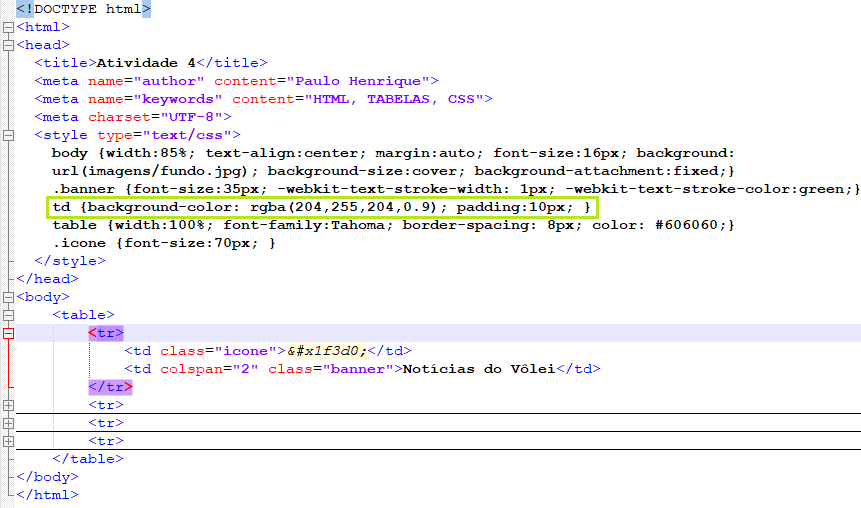 <!DOCTYPE html>
<html>
<head>
<title>Atividade 4</title>
<meta name="author" content="Paulo Henrique">
<meta name="keywords" content="HTML, TABELAS, CSS">
<meta charset="UTF-8">
<style type="text/css">
body {width:85%; text-align:center; margin:auto; font-size:16px; background:
url(imagens/fundo.jpg); background-size:cover; background-attachment:fixed;}
.banner {font-size:35px; -webkit-text-stroke-width: 1px; -webkit-text-stroke-color:green;}
td {background-color: rgba(204,255,204,0.9); padding:10px; }
table {width:100%; font-family:Tahoma; border-spacing: 8px; color: #606060;}
.icone {font-size:70px; }
</style>
</head>
<body>
<table>
<tr>
<td class="icone">&#x1f3d0;</td>
<td colspan="2" class="banner">Notícias do Vôlei</td>
</tr>
<tr>
<tr>
<tr>
</table>
</body>
</html>